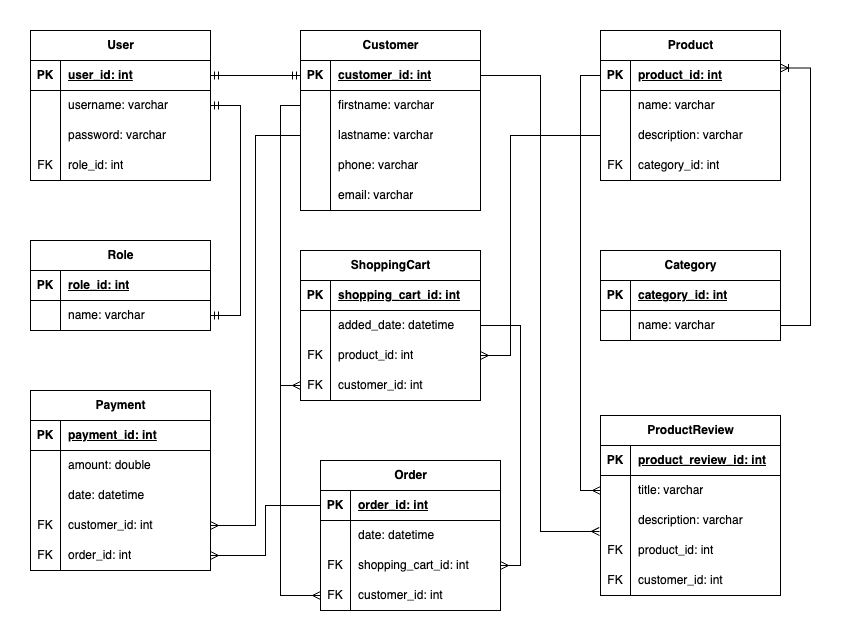 User
PK user_id: int
username: varchar
password: varchar
FK role_id: int
Customer
PK customer_id: int
firstname: varchar
lastname: varchar
phone: varchar
email: varchar
Product
PK product_id: int
name: varchar
description: varchar
FK category_id: int
Role
PK role_id: int
name: varchar
ShoppingCart
PK shopping_cart_id: int
added_date: datetime
FK product_id: int
FK customer_id: int
Category
PK category_id: int
name: varchar
Payment
PK payment_id: int
amount: double
date: datetime
FK customer_id: int
FK order_id: int
Order
PK order_id: int
date: datetime
FK shopping_cart_id: int
FK customer_id: int
ProductReview
PK product_review_id: int
title: varchar
description: varchar
FK product_id: int
FK customer_id: int